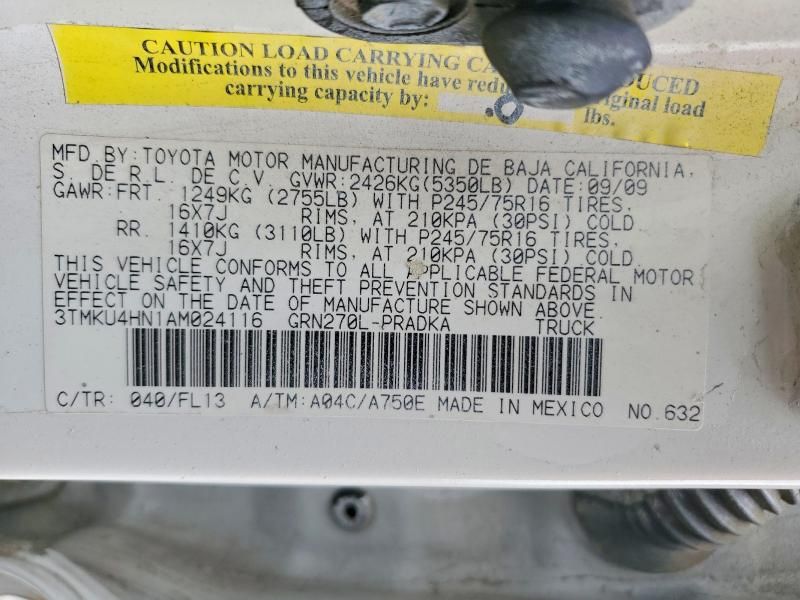 CAUTION LOAD CARRYING UCED
Modifications to this vehicle have original load
carrying capacity by: lbs.
MFD.BY:TOYOTA MOTOR MANUFACTURING DE BAJA CALIFORNIA,
S. DE R.L. DE C.V. GVWR:2426KG(5350LB) DATE:09/09
GAWR:FRT. 1249KG (2755LB) WITH P245/75R16 TIRES,
16X7J RIMS, AT 210KPA (30PSI) COLD.
RR. 1410KG (3110LB) WITH P245/75R16 TIRES,
16X7J RIMS, AT 210KPA (30PSI) COLD.
THIS VEHICLE CONFORMS TO ALL APPLICABLE FEDERAL MOTOR
VEHICLE SAFETY AND THEFT PREVENTION STANDARDS IN
EFFECT ON THE DATE OF MANUFACTURE SHOWN ABOVE.
3TMKU4HN1AM024116 GRN270L-PRADKA TRUCK
C/TR: 040/FL13 A/TM:A04C/A750E MADE IN MEXICO NO.632